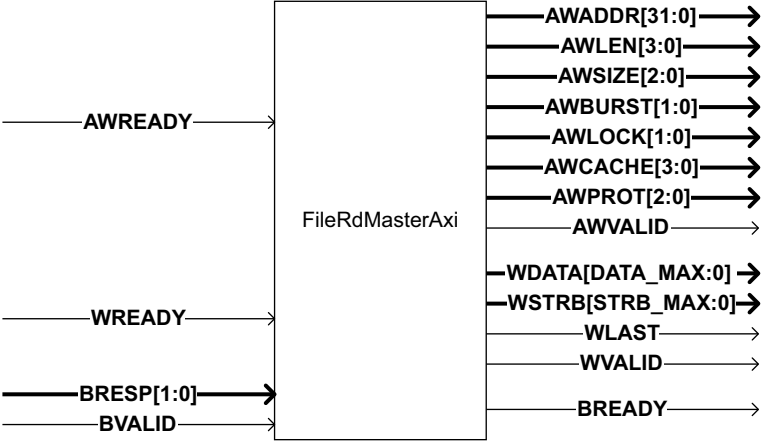 AWREADY
WREADY
BRESP[1:0]
BVALID
FileRdMasterAxi
AWADDR[31:0]
AWLEN[3:0]
AWSIZE[2:0]
AWBURST[1:0]
AWLOCK[1:0]
AWCACHE[3:0]
AWPROT[2:0]
AWVALID
WDATA[DATA_MAX:0]
WSTRB[STRB_MAX:0]
WLAST
WVALID
BREADY